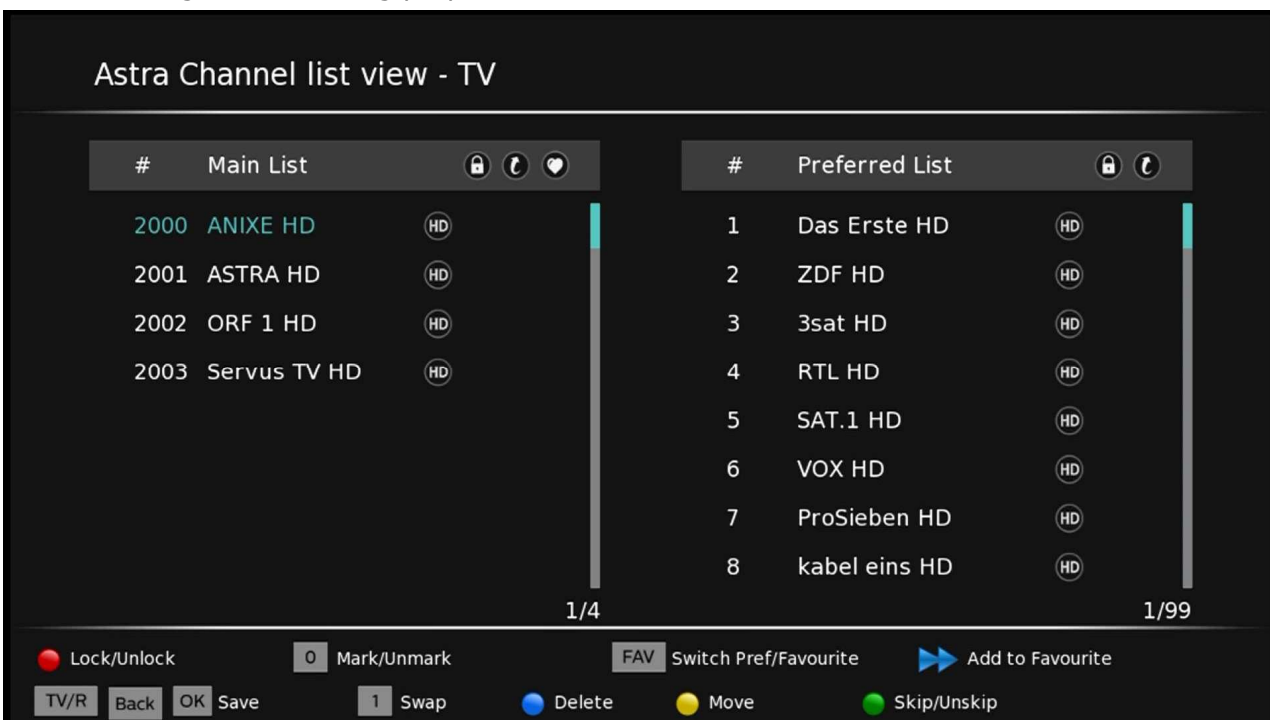 Astra Channel list view - TV
# Main List
2000 ANIXE HD HD
2001 ASTRA HD HD
2002 ORF 1 HD HD
2003 Servus TV HD HD
1/4
# Preferred List
1 Das Erste HD HD
2 ZDF HD HD
3 3sat HD HD
4 RTL HD HD
5 SAT.1 HD HD
6 VOX HD HD
7 ProSieben HD HD
8 kabel eins HD HD
1/99
Lock/Unlock 0 Mark/Unmark FAV Switch Pref/Favourite Add to Favourite
TV/R Back OK Save 1 Swap Delete Move Skip/Unskip